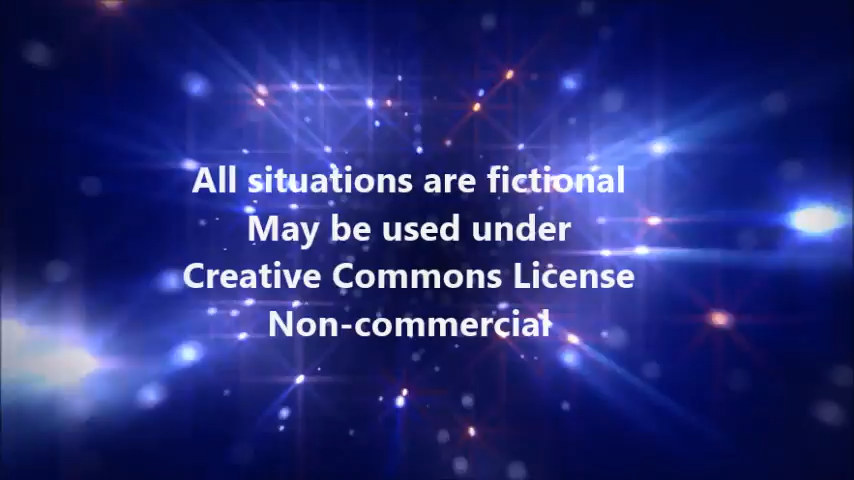 All situations are fictional
May be used under
Creative Commons License
Non-commercial